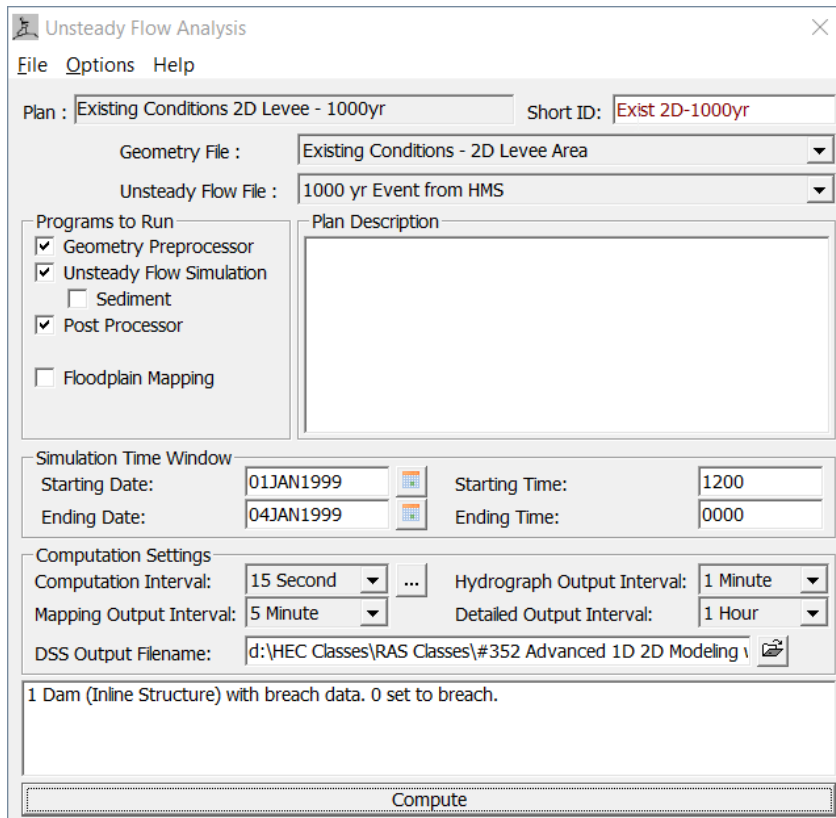 Unsteady Flow Analysis
File Options Help
Plan : Existing Conditions 2D Levee - 1000yr Short ID: Exist 2D-1000yr
Geometry File : Existing Conditions - 2D Levee Area
Unsteady Flow File : 1000 yr Event from HMS
Programs to Run Plan Description
Geometry Preprocessor
Unsteady Flow Simulation
Sediment
Post Processor
Floodplain Mapping
Simulation Time Window
Starting Date: 01JAN1999 Starting Time: 1200
Ending Date: 04JAN1999 Ending Time: 0000
Computation Settings
Computation Interval: 15 Second ... Hydrograph Output Interval: 1 Minute
Mapping Output Interval: 5 Minute Detailed Output Interval: 1 Hour
DSS Output Filename: d:\HEC Classes\RAS Classes\#352 Advanced 1D 2D Modeling
1 Dam (Inline Structure) with breach data. 0 set to breach.
Compute